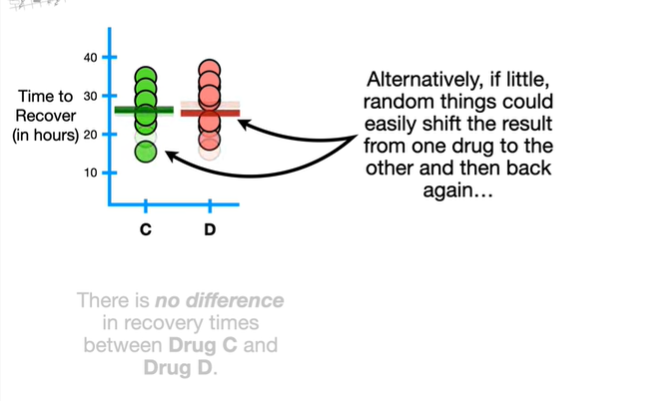 40
30
20
10
Time to
Recover
(in hours)
C
D
Alternatively, if little,
random things could
easily shift the result
from one drug to the
other and then back
again...
There is no difference
in recovery times
between Drug C and
Drug D.